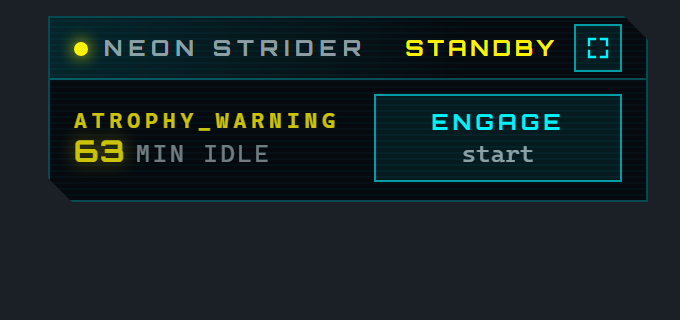 NEON STRIDER STANDBY
ATROPHY_WARNING
63 MIN IDLE
ENGAGE
start